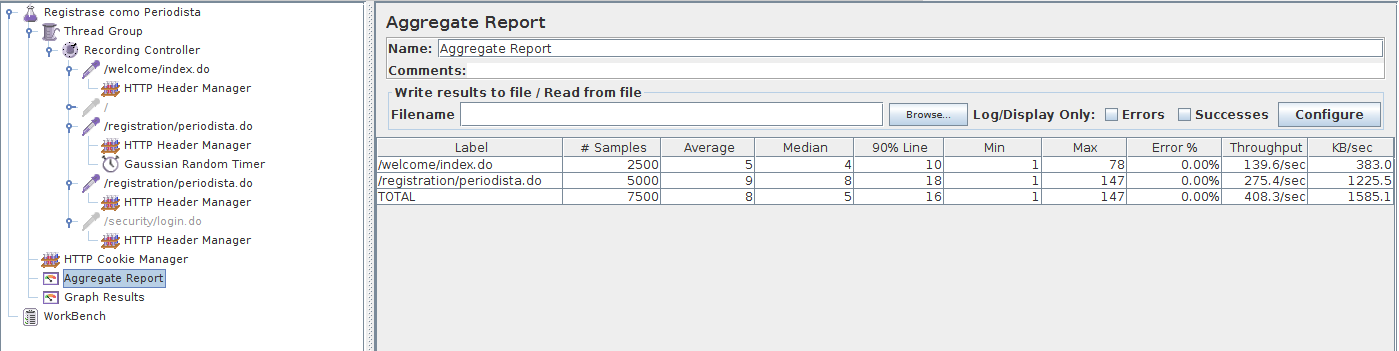 Registrase como Periodista
Thread Group
Recording Controller
/welcome/index.do
HTTP Header Manager
/
/registration/periodista.do
HTTP Header Manager
Gaussian Random Timer
/registration/periodista.do
HTTP Header Manager
/security/login.do
HTTP Header Manager
HTTP Cookie Manager
Aggregate Report
Graph Results
WorkBench
Aggregate Report
Name: Aggregate Report
Comments:
Write results to file / Read from file
Filename Browse... Log/Display Only: Errors Successes Configure
Label # Samples Average Median 90% Line Min Max Error % Throughput KB/sec
/welcome/index.do 2500 5 4 10 1 78 0.00% 139.6/sec 383.0
/registration/periodista.do 5000 9 8 18 1 147 0.00% 275.4/sec 1225.5
TOTAL 7500 8 5 16 1 147 0.00% 408.3/sec 1585.1